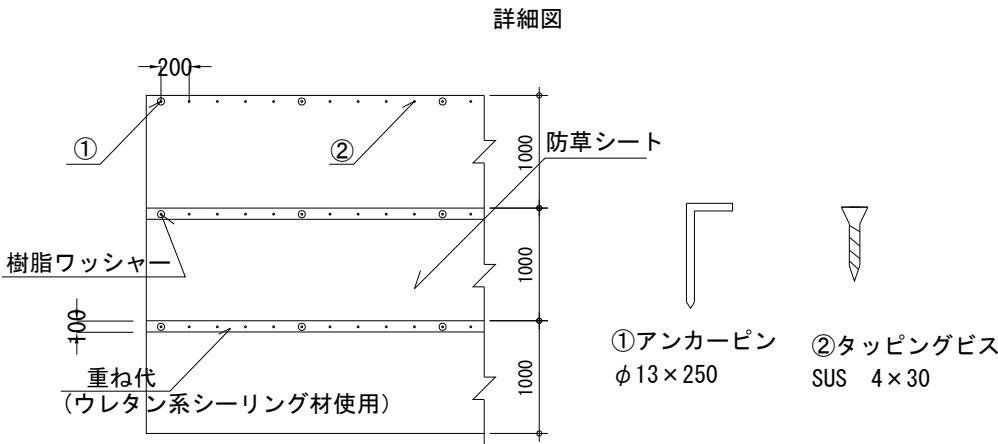 詳細図
200
①
②
防草シート
1000
樹脂ワッシャー
1000
100
1000
重ね代
(ウレタン系シーリング材使用)
①アンカーピン
φ13×250
②タッピングビス
SUS 4×30